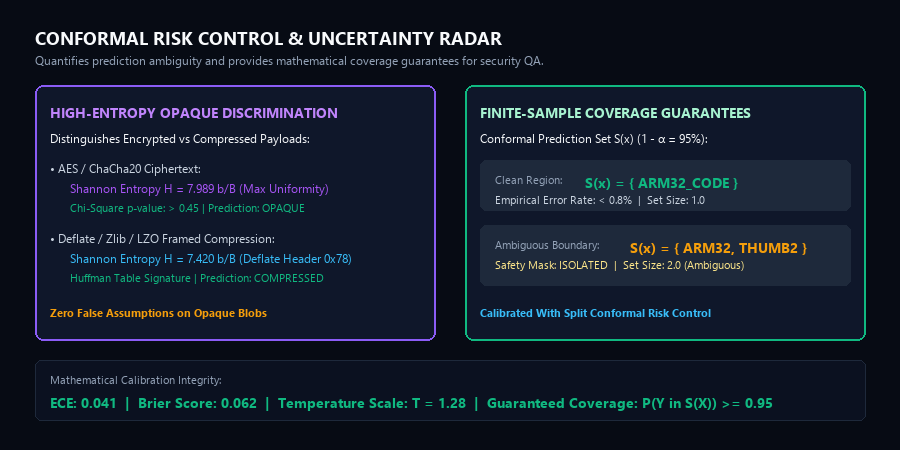 CONFORMAL RISK CONTROL & UNCERTAINTY RADAR
Quantifies prediction ambiguity and provides mathematical coverage guarantees for security QA.
HIGH-ENTROPY OPAQUE DISCRIMINATION
Distinguishes Encrypted vs Compressed Payloads:
• AES / ChaCha20 Ciphertext:
Shannon Entropy H = 7.989 b/B (Max Uniformity)
Chi-Square p-value: > 0.45 | Prediction: OPAQUE
• Deflate / Zlib / LZO Framed Compression:
Shannon Entropy H = 7.420 b/B (Deflate Header 0x78)
Huffman Table Signature | Prediction: COMPRESSED
Zero False Assumptions on Opaque Blobs
FINITE-SAMPLE COVERAGE GUARANTEES
Conformal Prediction Set S(x) (1 - α = 95%):
Clean Region: S(x) = { ARM32_CODE }
Empirical Error Rate: < 0.8% | Set Size: 1.0
Ambiguous Boundary: S(x) = { ARM32, THUMB2 }
Safety Mask: ISOLATED | Set Size: 2.0 (Ambiguous)
Calibrated With Split Conformal Risk Control
Mathematical Calibration Integrity:
ECE: 0.041 | Brier Score: 0.062 | Temperature Scale: T = 1.28 | Guaranteed Coverage: P(Y in S(X)) >= 0.95